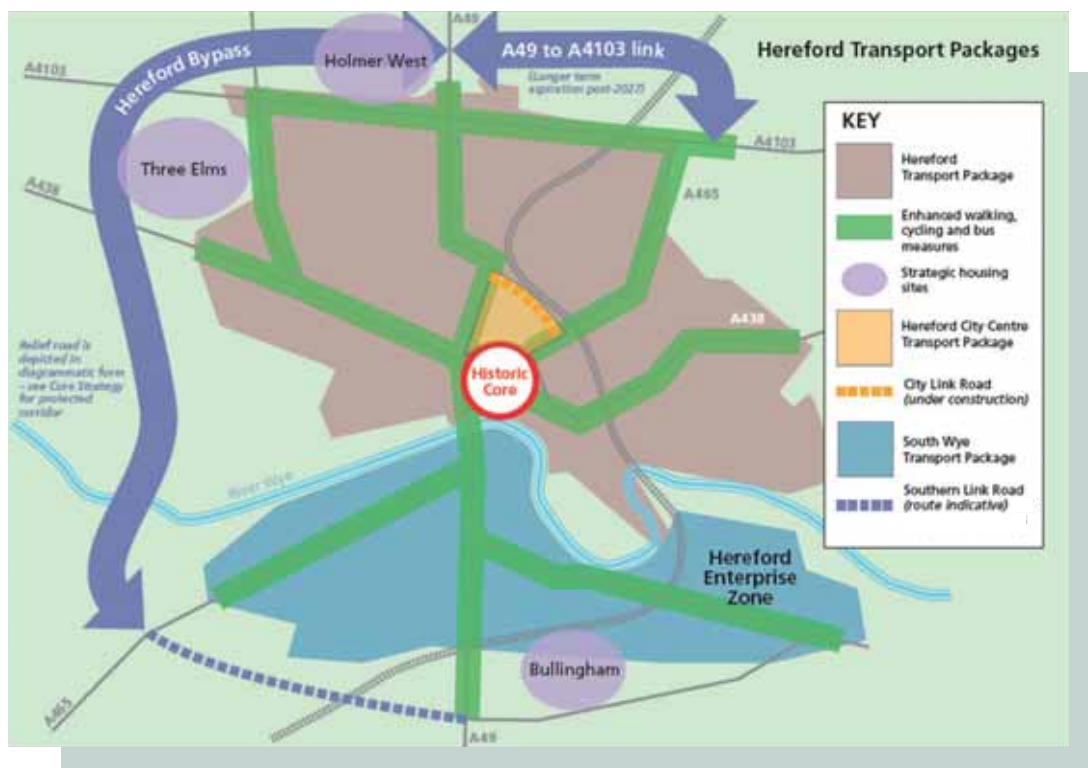 Hereford Transport Packages
A49
A49 to A4103 link
(Longer term
expiration post-2027)
Hereford Bypass
Holmer West
A4103
A4103
Three Elms
A438
A465
A438
Relief road is
depicted in
diagrammatic form
– see Core Strategy
for protected
corridor
Historic
Core
River Wye
Hereford
Enterprise
Zone
Bullingham
A465
A49
KEY
Hereford
Transport Package
Enhanced walking,
cycling and bus
measures
Strategic housing
sites
Hereford City Centre
Transport Package
City Link Road
(under construction)
South Wye
Transport Package
Southern Link Road
(route indicative)